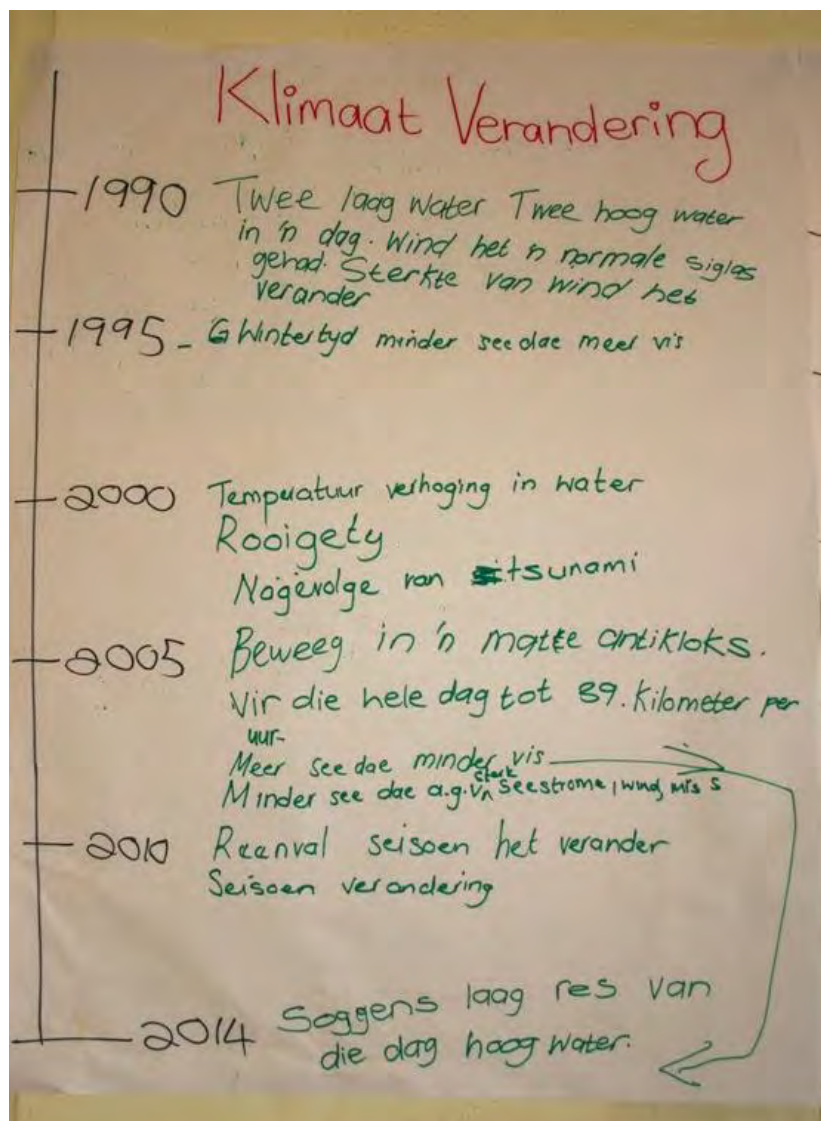 Klimaat Verandering
1990 Twee laag water Twee hoog water
in 'n dag. Wind het 'n normale siglas
gehad. Sterkte van wind het
verander
1995 - Wintertyd minder see dae meer vis
2000 Temperatuur verhoging in water
Rooigety
Nagevolge van tsunami
2005 Beweeg in 'n matte antikloks.
Vir die hele dag tot 39. Kilometer per
uur-
Meer see dae minder vis
Minder see dae a.g.v sterk seestrome, wind, mis s
2010 Reenval seisoen het verander
Seisoen verandering
2014 Soggens laag res van
die dag hoog water.